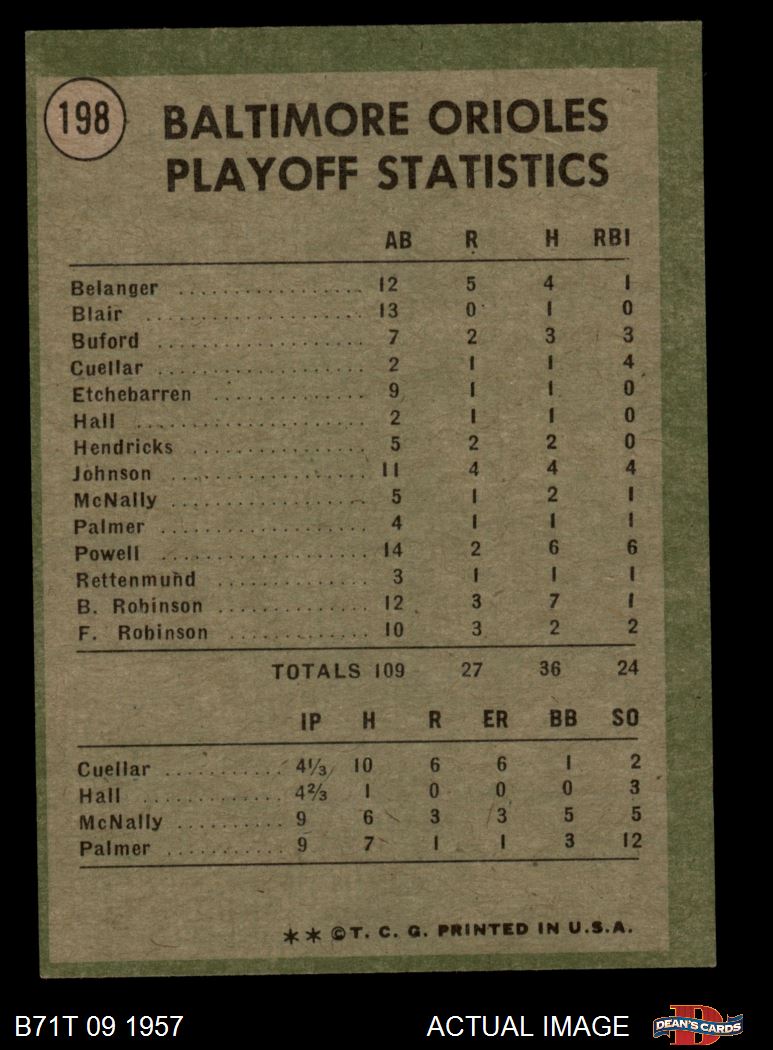 198
BALTIMORE ORIOLES
PLAYOFF STATISTICS
AB R H RBI
Belanger ................ 12 5 4 1
Blair ................ 13 0 1 0
Buford ................ 7 2 3 3
Cuellar ................ 2 1 1 4
Etchebarren ............ 9 1 1 0
Hall ................ 2 1 1 0
Hendricks ............. 5 2 2 0
Johnson ............... 11 4 4 4
McNally ............... 5 1 2 1
Palmer ................ 4 1 1 1
Powell ................ 14 2 6 6
Rettenmund ............ 3 1 1 1
B. Robinson ............ 12 3 7 1
F. Robinson ........... 10 3 2 2
TOTALS 109 27 36 24
IP H R ER BB SO
Cuellar .......... 4⅓ 10 6 6 1 2
Hall ............ 4⅔ 1 0 0 0 3
McNally ......... 9 6 3 3 5 5
Palmer .......... 9 7 1 1 3 12
** ©T. C. G. PRINTED IN U.S.A.
B71T 09 1957 ACTUAL IMAGE
D
DEAN'S CARDS